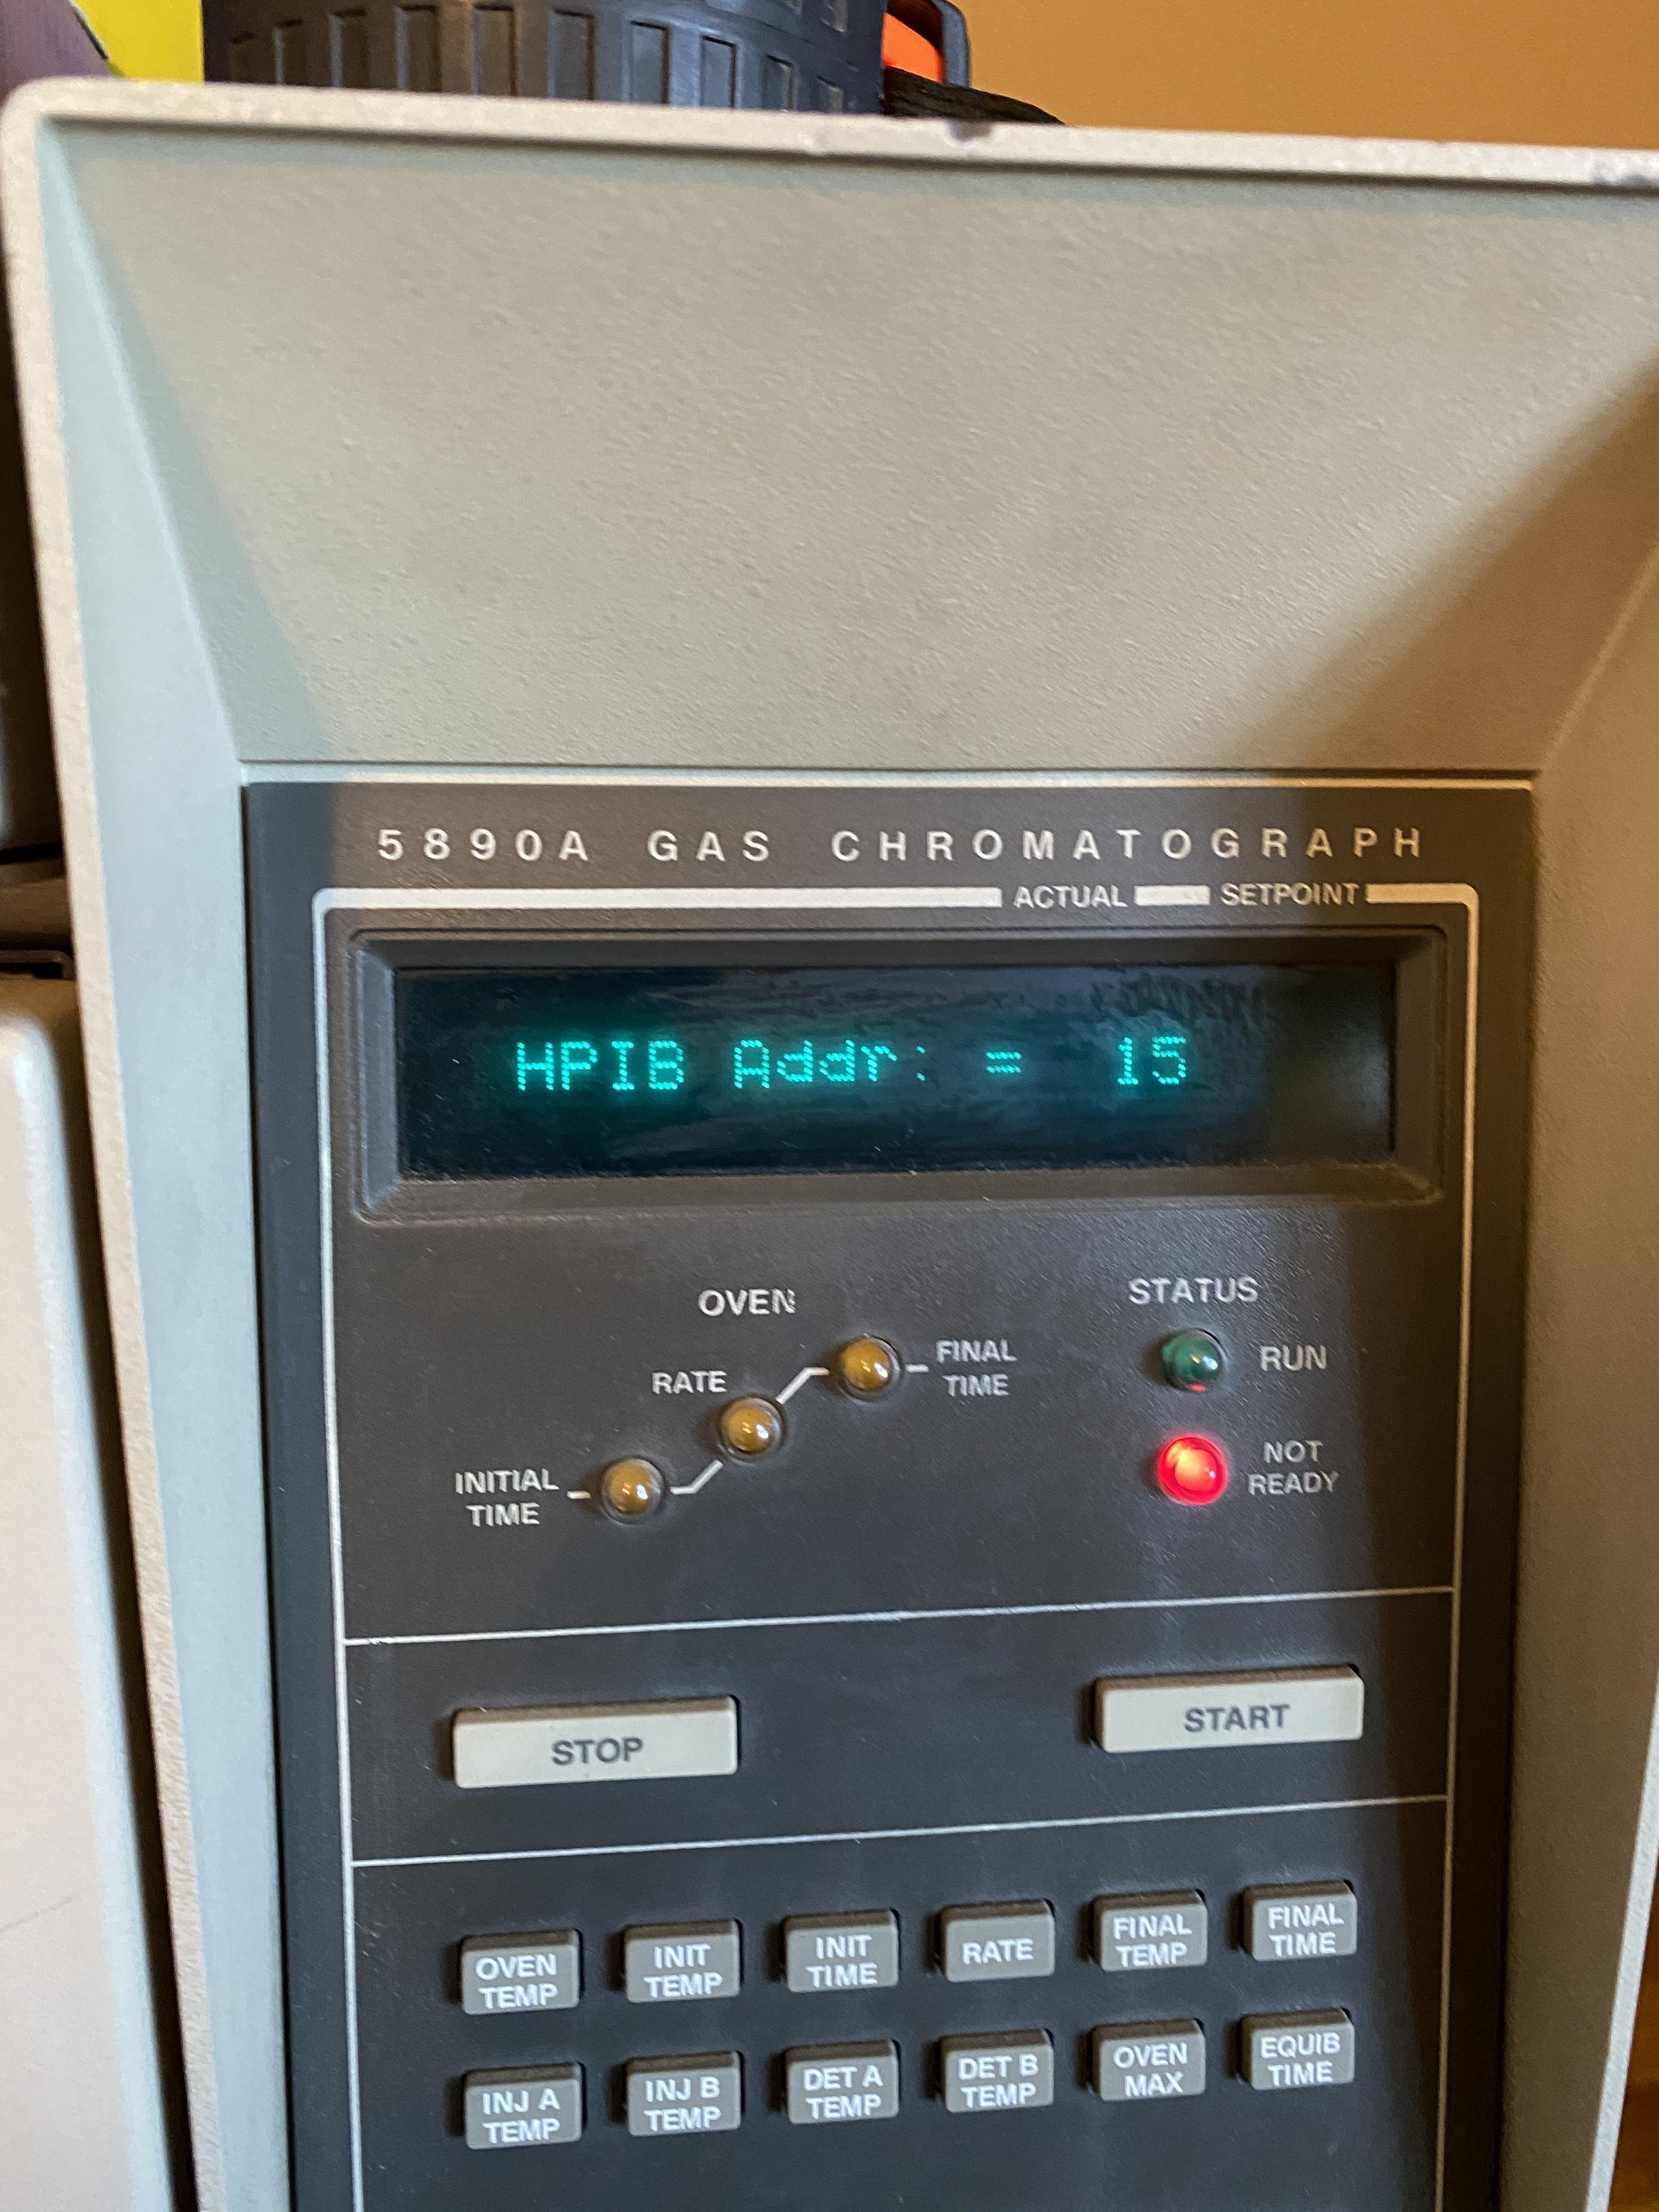 5890A GAS CHROMATOGRAPH
ACTUAL SETPOINT
HPIB Addr: = 15
OVEN
STATUS
RATE
FINAL TIME
RUN
INITIAL TIME
NOT READY
STOP
START
OVEN TEMP
INIT TEMP
INIT TIME
RATE
FINAL TEMP
FINAL TIME
INJ A TEMP
INJ B TEMP
DET A TEMP
DET B TEMP
OVEN MAX
EQUIB TIME